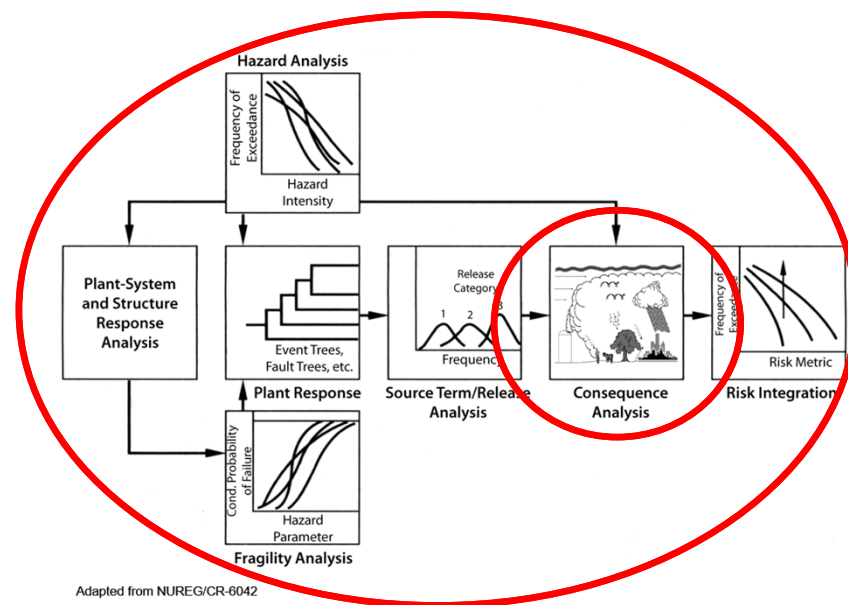 Hazard Analysis
Frequency of
Exceedance
Hazard
Intensity
Plant-System
and Structure
Response
Analysis
Event Trees,
Fault Trees, etc.
Plant Response
Release
Category
1
2
3
Frequency
Source Term/Release
Analysis
Consequence
Analysis
Frequency of
Exceedance
Risk Metric
Risk Integration
Cond. Probability
of Failure
Hazard
Parameter
Fragility Analysis
Adapted from NUREG/CR-6042